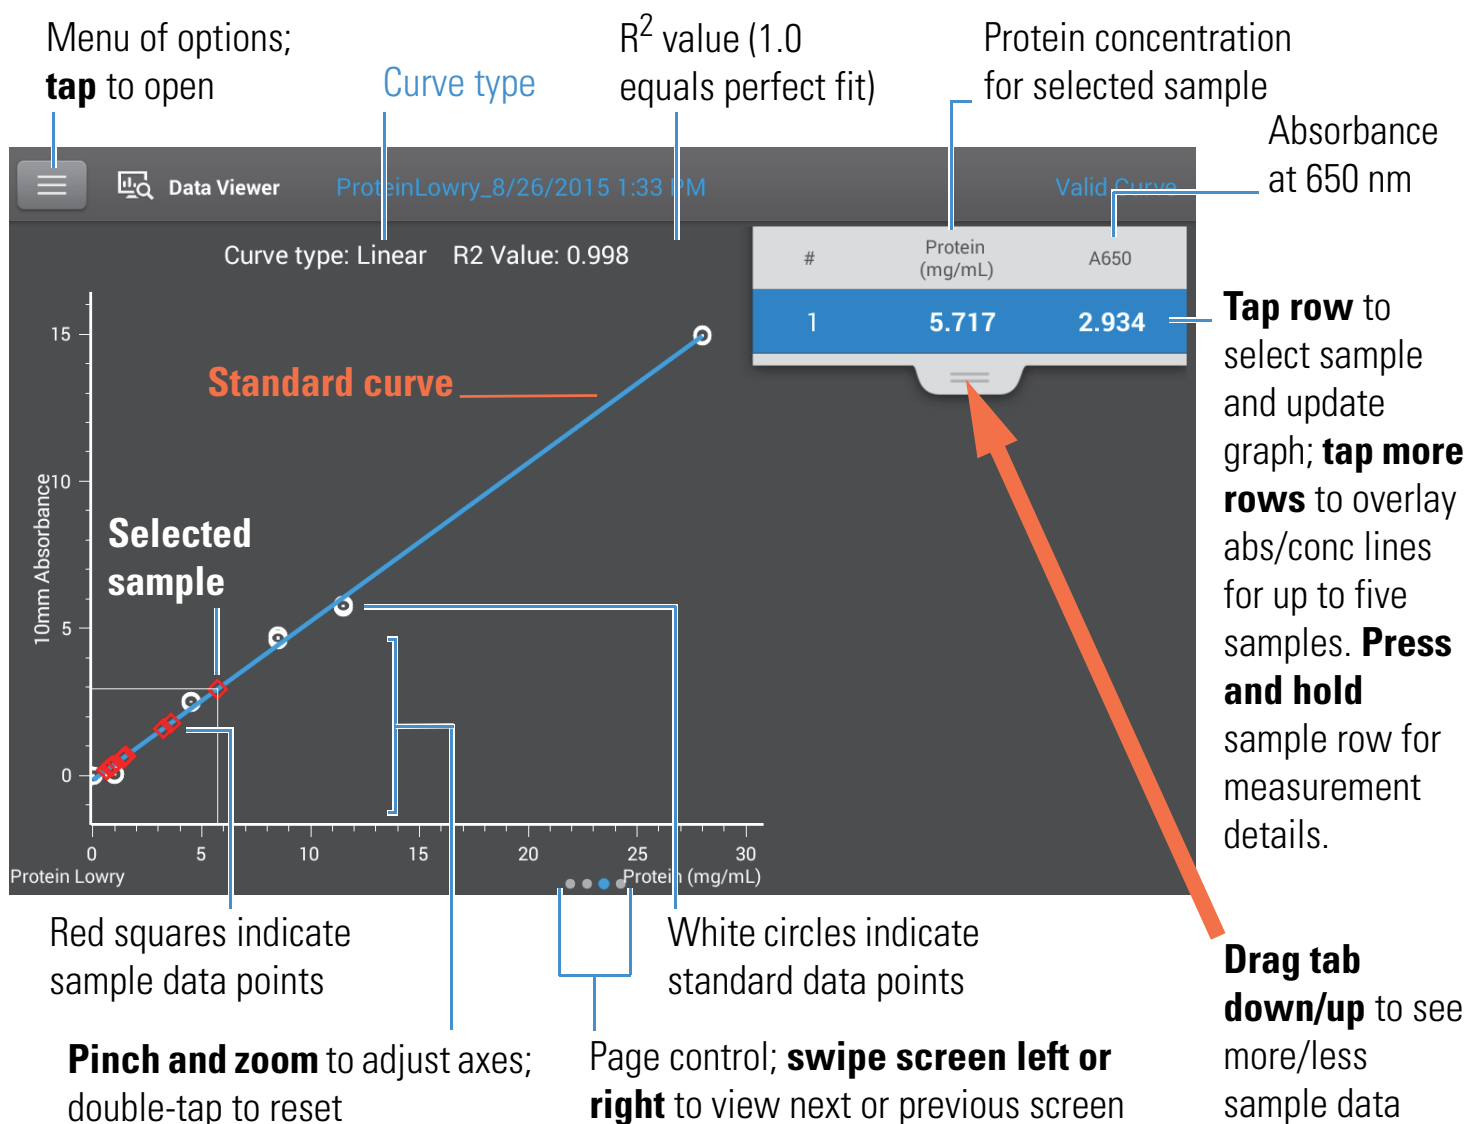 Menu of options;
tap to open
Curve type
R2 value (1.0
equals perfect fit)
Protein concentration
for selected sample
Absorbance
at 650 nm
Data Viewer
ProteinLowry_8/26/2015 1:33 PM
Valid Curve
Curve type: Linear R2 Value: 0.998
# Protein (mg/mL) A650
1 5.717 2.934
Tap row to
select sample
and update
graph; tap more
rows to overlay
abs/conc lines
for up to five
samples. Press
and hold
sample row for
measurement
details.
15
10
5
0
10mm Absorbance
Standard curve
Selected
sample
0 5 10 15 20 25 30
Protein Lowry
Protein (mg/mL)
Red squares indicate
sample data points
White circles indicate
standard data points
Drag tab
down/up to see
more/less
sample data
Pinch and zoom to adjust axes;
double-tap to reset
Page control; swipe screen left or
right to view next or previous screen